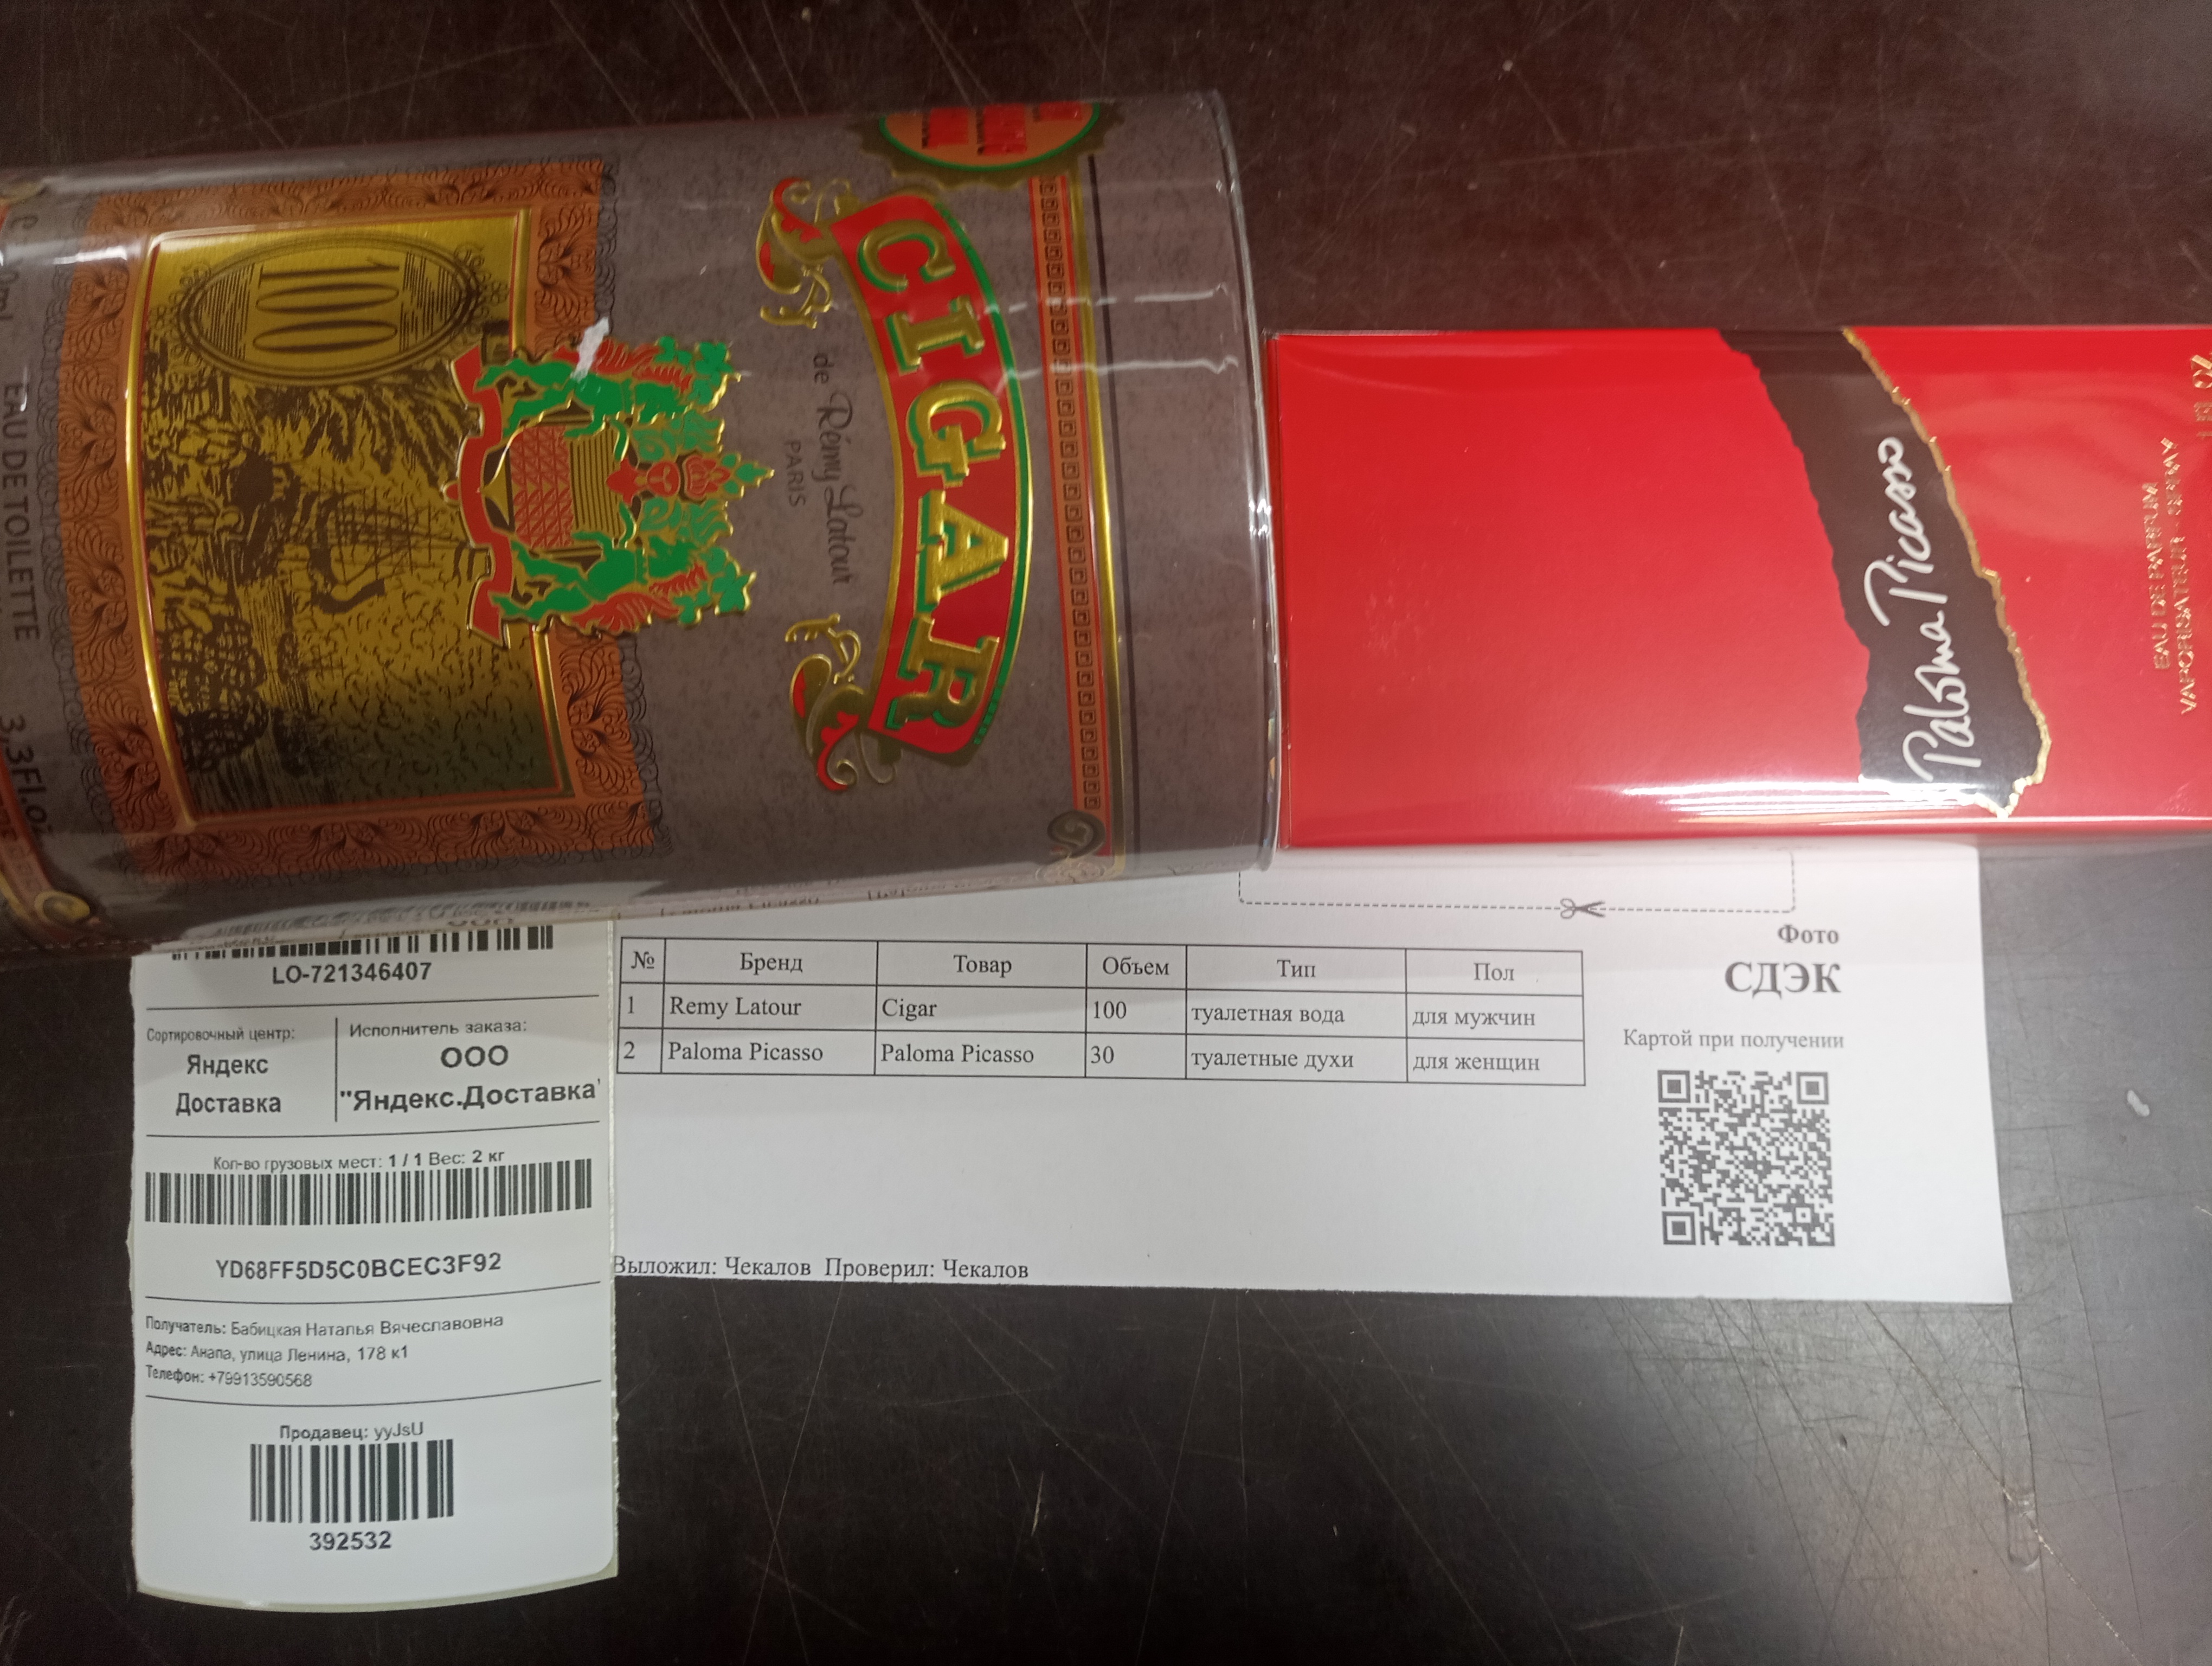 CIGAR
de Rémy Latour
PARIS
100
EAU DE TOILETTE
3,3Fl.oz
Paloma Picasso
EAU DE PARFUM
VAPORISATEUR - SPRAY
LO-721346407
Сортировочный центр:
Яндекс
Доставка
Исполнитель заказа:
ООО
"Яндекс.Доставка"
Кол-во грузовых мест: 1 / 1 Вес: 2 кг
YD68FF5D5C0BCEC3F92
Получатель: Бабицкая Наталья Вячеславовна
Адрес: Анапа, улица Ленина, 178 к1
Телефон: +79913590568
Продавец: yyJsU
392532
№ Бренд Товар Объем Тип Пол
1 Remy Latour Cigar 100 туалетная вода для мужчин
2 Paloma Picasso Paloma Picasso 30 туалетные духи для женщин
Фото
СДЭК
Картой при получении
Выложил: Чекалов Проверил: Чекалов